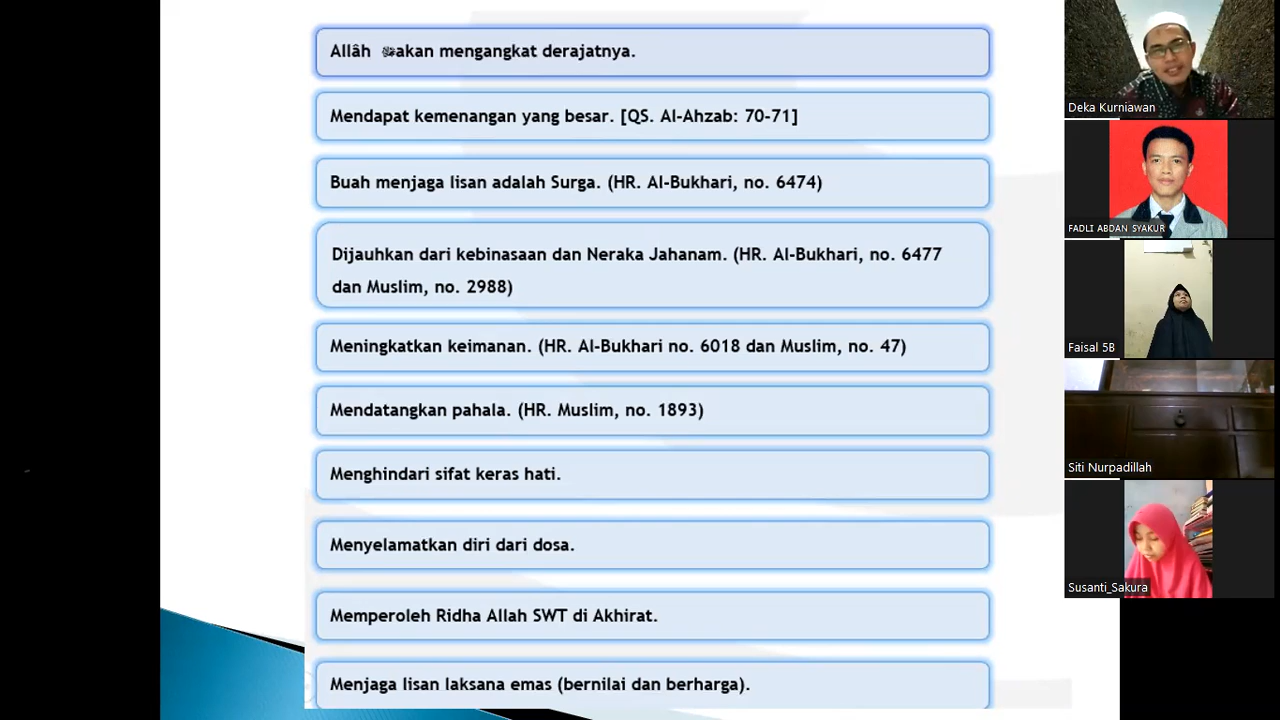 Allâh ﷻ akan mengangkat derajatnya.
Mendapat kemenangan yang besar. [QS. Al-Ahzab: 70-71]
Buah menjaga lisan adalah Surga. (HR. Al-Bukhari, no. 6474)
Dijauhkan dari kebinasaan dan Neraka Jahanam. (HR. Al-Bukhari, no. 6477
dan Muslim, no. 2988)
Meningkatkan keimanan. (HR. Al-Bukhari no. 6018 dan Muslim, no. 47)
Mendatangkan pahala. (HR. Muslim, no. 1893)
Menghindari sifat keras hati.
Menyelamatkan diri dari dosa.
Memperoleh Ridha Allah SWT di Akhirat.
Menjaga lisan laksana emas (bernilai dan berharga).
Deka Kurniawan
FADLI ABDAN SYAKUR
Faisal 5B
Siti Nurpadillah
Susanti_Sakura